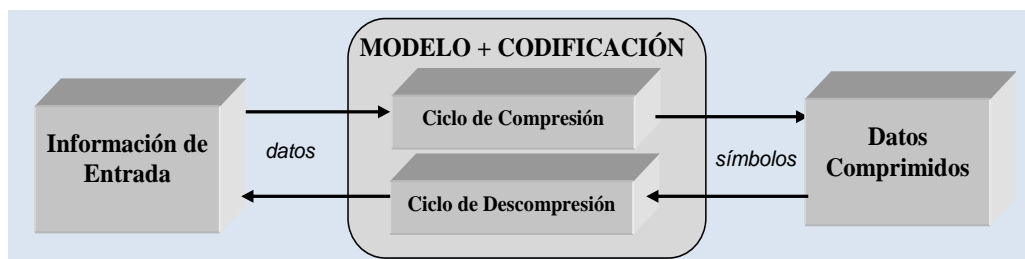 MODELO + CODIFICACIÓN
Información de
Entrada
datos
Ciclo de Compresión
Ciclo de Descompresión
símbolos
Datos
Comprimidos